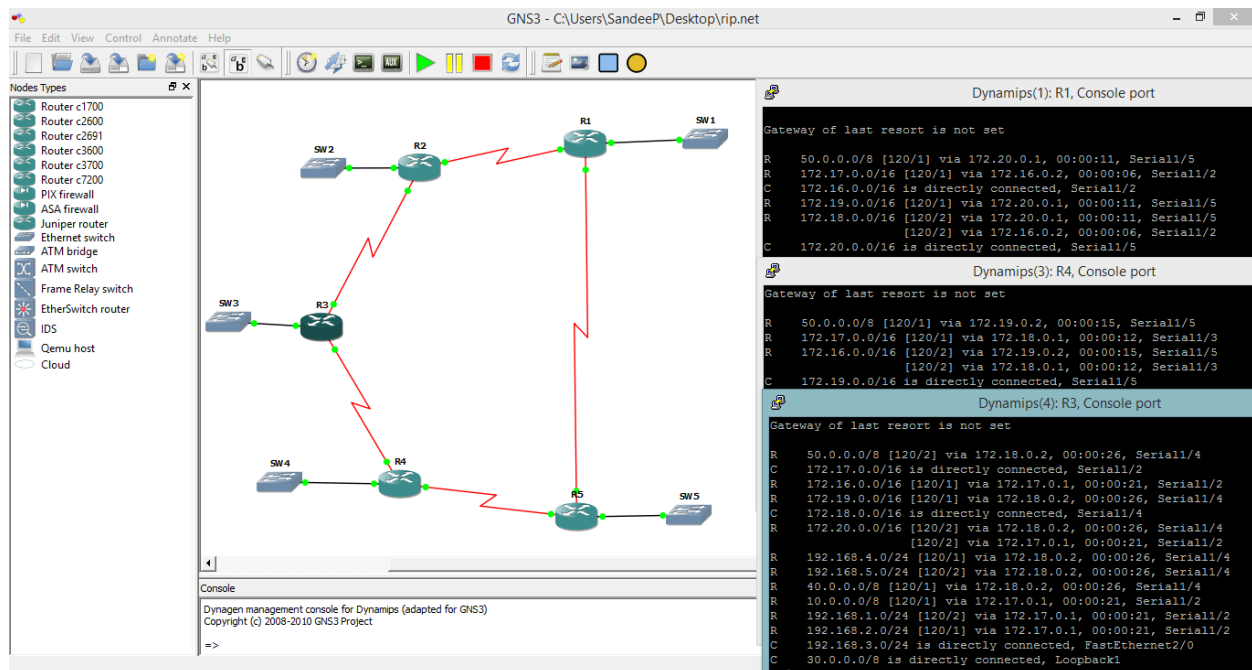 GNS3 - C:\Users\SandeeP\Desktop\rip.net
File Edit View Control Annotate Help
Nodes Types
Router c1700
Router c2600
Router c2691
Router c3600
Router c3700
Router c7200
PIX firewall
ASA firewall
Juniper router
Ethernet switch
ATM bridge
ATM switch
Frame Relay switch
EtherSwitch router
IDS
Qemu host
Cloud
R1
SW1
R2
SW2
SW3
R3
SW4
R4
R5
SW5
Console
Dynagen management console for Dynamips (adapted for GNS3)
Copyright (c) 2008-2010 GNS3 Project
=>
Dynamips(1): R1, Console port
Gateway of last resort is not set
R 50.0.0.0/8 [120/1] via 172.20.0.1, 00:00:11, Serial1/5
R 172.17.0.0/16 [120/1] via 172.16.0.2, 00:00:06, Serial1/2
C 172.16.0.0/16 is directly connected, Serial1/2
R 172.19.0.0/16 [120/1] via 172.20.0.1, 00:00:11, Serial1/5
R 172.18.0.0/16 [120/2] via 172.20.0.1, 00:00:11, Serial1/5
[120/2] via 172.16.0.2, 00:00:06, Serial1/2
C 172.20.0.0/16 is directly connected, Serial1/5
Dynamips(3): R4, Console port
Gateway of last resort is not set
R 50.0.0.0/8 [120/1] via 172.19.0.2, 00:00:15, Serial1/5
R 172.17.0.0/16 [120/1] via 172.18.0.1, 00:00:12, Serial1/3
R 172.16.0.0/16 [120/2] via 172.19.0.2, 00:00:15, Serial1/5
[120/2] via 172.18.0.1, 00:00:12, Serial1/3
C 172.19.0.0/16 is directly connected, Serial1/5
Dynamips(4): R3, Console port
Gateway of last resort is not set
R 50.0.0.0/8 [120/2] via 172.18.0.2, 00:00:26, Serial1/4
C 172.17.0.0/16 is directly connected, Serial1/2
R 172.16.0.0/16 [120/1] via 172.17.0.1, 00:00:21, Serial1/2
R 172.19.0.0/16 [120/1] via 172.18.0.2, 00:00:26, Serial1/4
C 172.18.0.0/16 is directly connected, Serial1/4
R 172.20.0.0/16 [120/2] via 172.18.0.2, 00:00:26, Serial1/4
[120/2] via 172.17.0.1, 00:00:21, Serial1/2
R 192.168.4.0/24 [120/1] via 172.18.0.2, 00:00:26, Serial1/4
R 192.168.5.0/24 [120/2] via 172.18.0.2, 00:00:26, Serial1/4
R 40.0.0.0/8 [120/1] via 172.18.0.2, 00:00:26, Serial1/4
R 10.0.0.0/8 [120/1] via 172.17.0.1, 00:00:21, Serial1/2
R 192.168.1.0/24 [120/2] via 172.17.0.1, 00:00:21, Serial1/2
R 192.168.2.0/24 [120/1] via 172.17.0.1, 00:00:21, Serial1/2
C 192.168.3.0/24 is directly connected, FastEthernet2/0
C 30.0.0.0/8 is directly connected, Loopback1